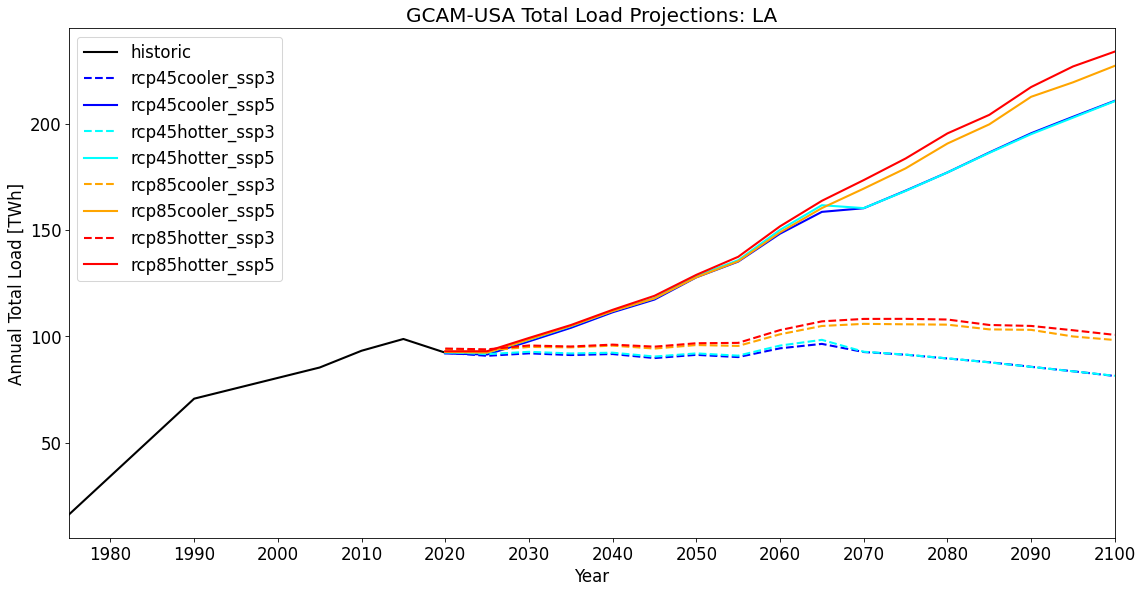 GCAM-USA Total Load Projections: LA
historic
rcp45cooler_ssp3
rcp45cooler_ssp5
rcp45hotter_ssp3
rcp45hotter_ssp5
rcp85cooler_ssp3
rcp85cooler_ssp5
rcp85hotter_ssp3
rcp85hotter_ssp5
Annual Total Load [TWh]
200
150
100
50
1980 1990 2000 2010 2020 2030 2040 2050 2060 2070 2080 2090 2100
Year